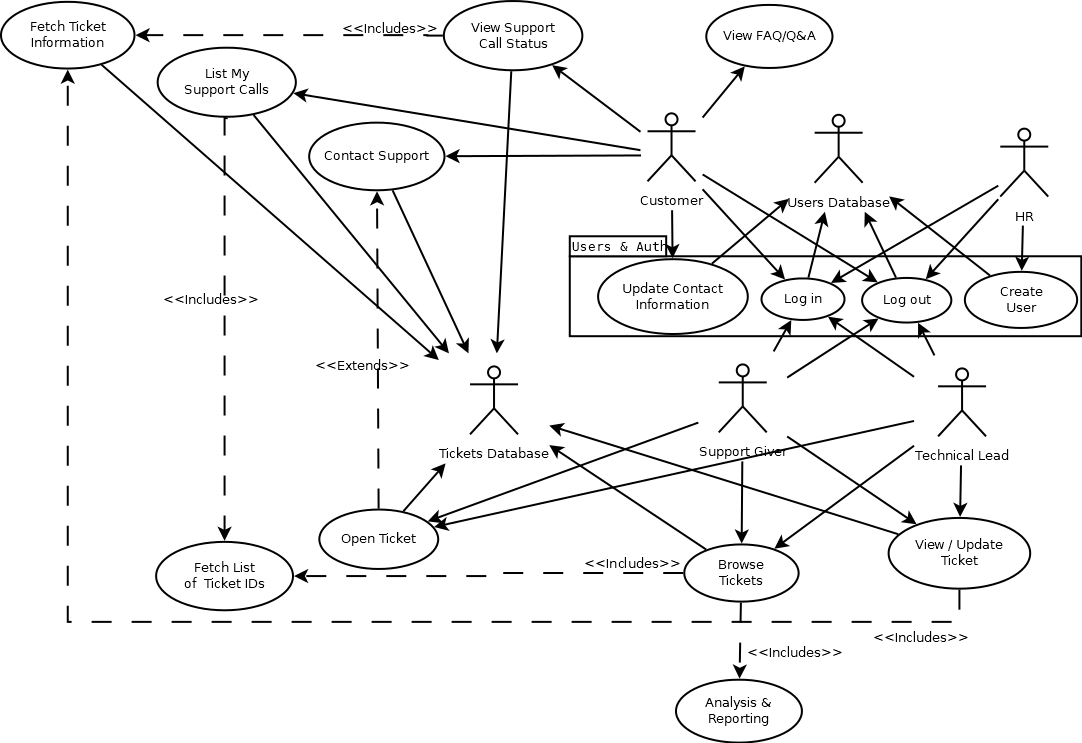 Fetch Ticket
Information
<<Includes>>
View Support
Call Status
View FAQ/Q&A
List My
Support Calls
Contact Support
Customer
Users Database
HR
Users & Auth
Update Contact
Information
Log in
Log out
Create
User
<<Includes>>
<<Extends>>
Tickets Database
Support Giver
Technical Lead
Open Ticket
View / Update
Ticket
Fetch List
of  Ticket IDs
<<Includes>>
Browse
Tickets
<<Includes>>
<<Includes>>
Analysis &
Reporting